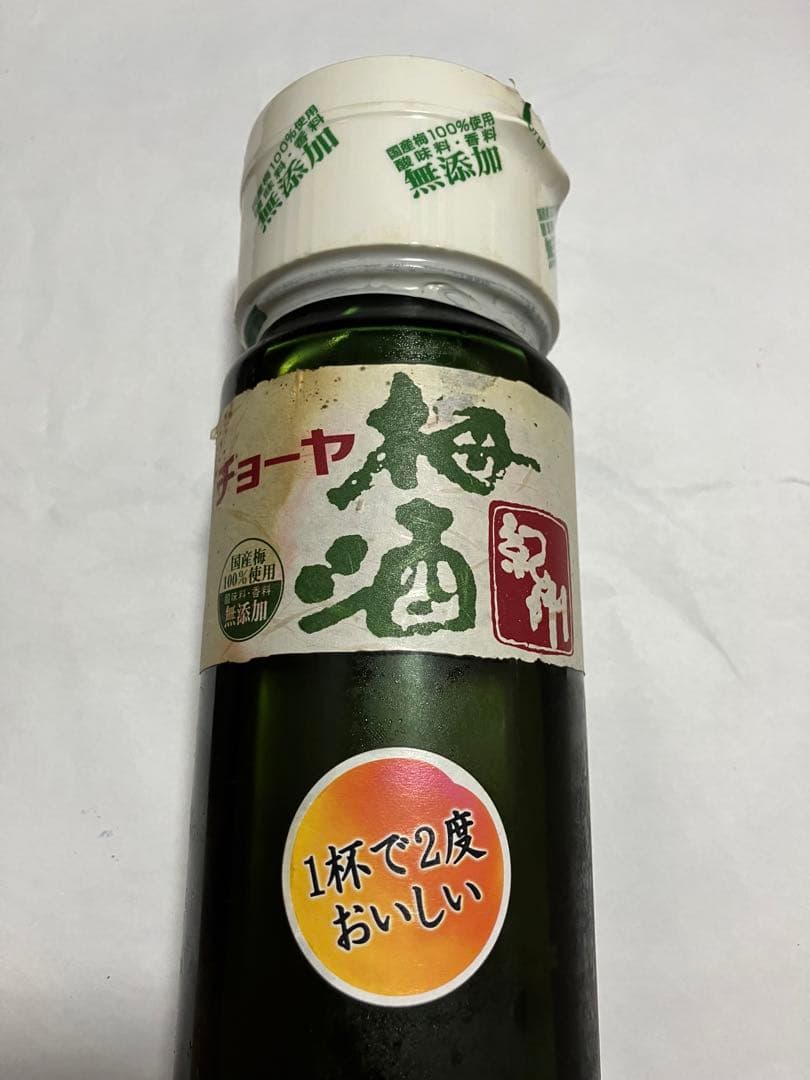 国産梅100%使用
酸味料・香料
無添加
国産梅100%使用
酸味料・香料
無添加
チョーヤ
梅酒
紀州
国産梅
100%使用
酸味料・香料
無添加
1杯で2度
おいしい